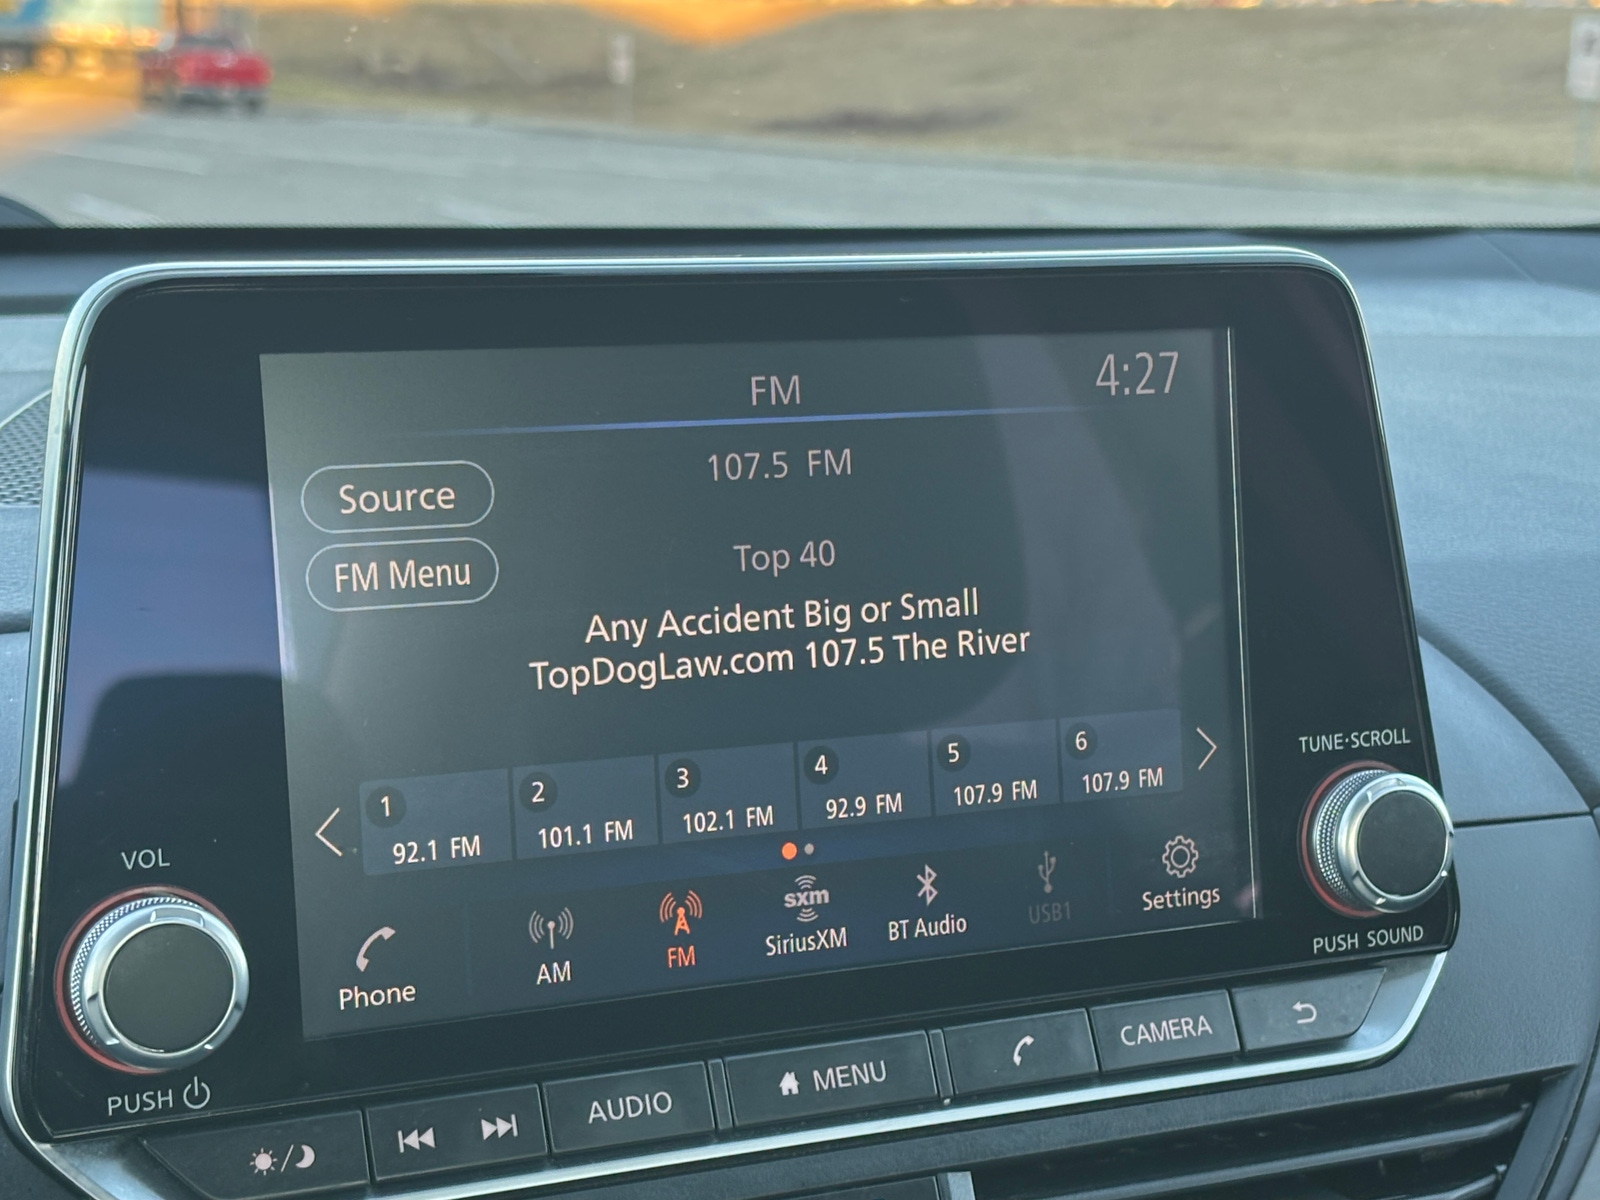 FM
4:27
107.5 FM
Source
FM Menu
Top 40
Any Accident Big or Small
TopDogLaw.com 107.5 The River
1
92.1 FM
2
101.1 FM
3
102.1 FM
4
92.9 FM
5
107.9 FM
6
107.9 FM
Phone
AM
FM
sxm
SiriusXM
BT Audio
USB1
Settings
VOL
PUSH
TUNE·SCROLL
PUSH SOUND
AUDIO
MENU
CAMERA